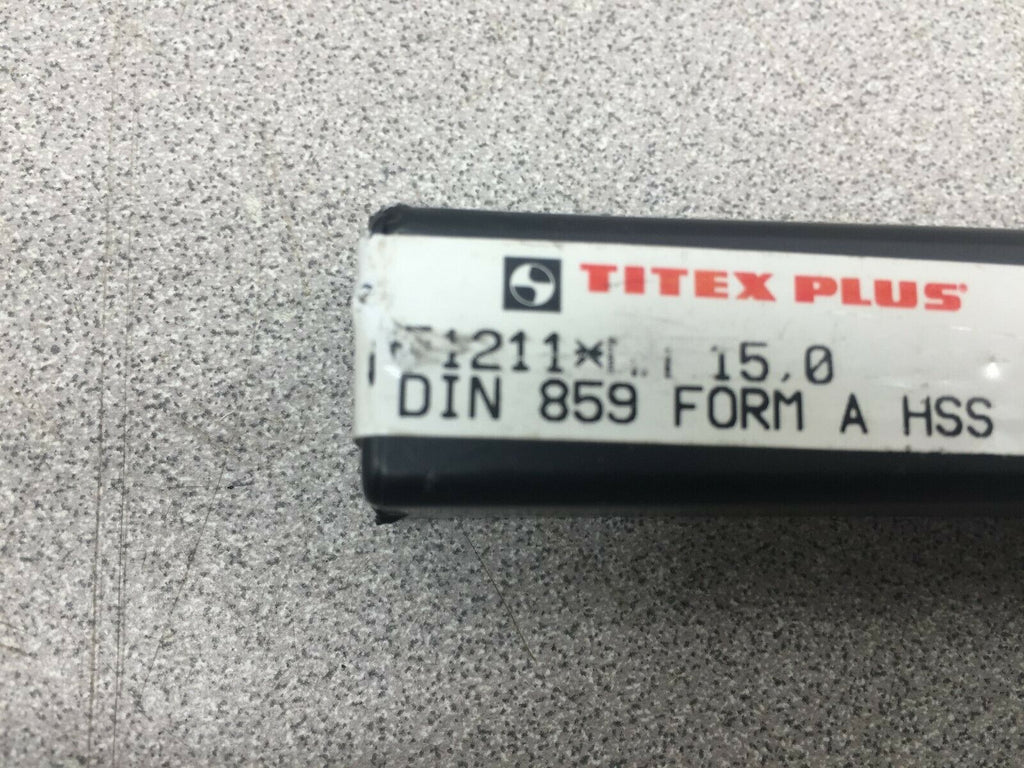 TITEX PLUS
15,0
DIN 859 FORM A HSS